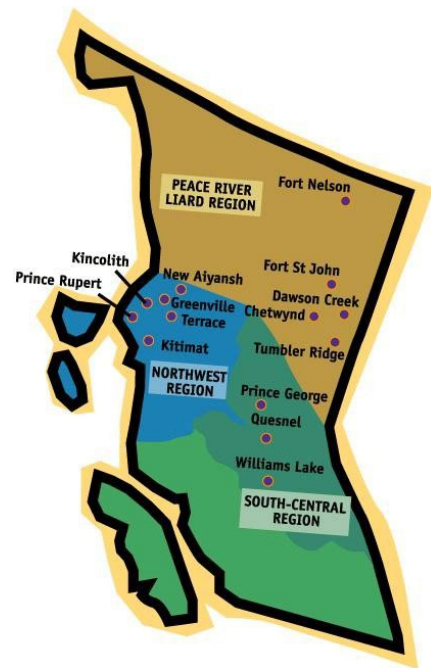 Fort Nelson
PEACE RIVER
LIARD REGION
Kincolith
Fort St John
New Aiyansh
Prince Rupert
Dawson Creek
Greenville
Chetwynd
Terrace
Kitimat
Tumbler Ridge
NORTHWEST
REGION
Prince George
Quesnel
Williams Lake
SOUTH-CENTRAL
REGION